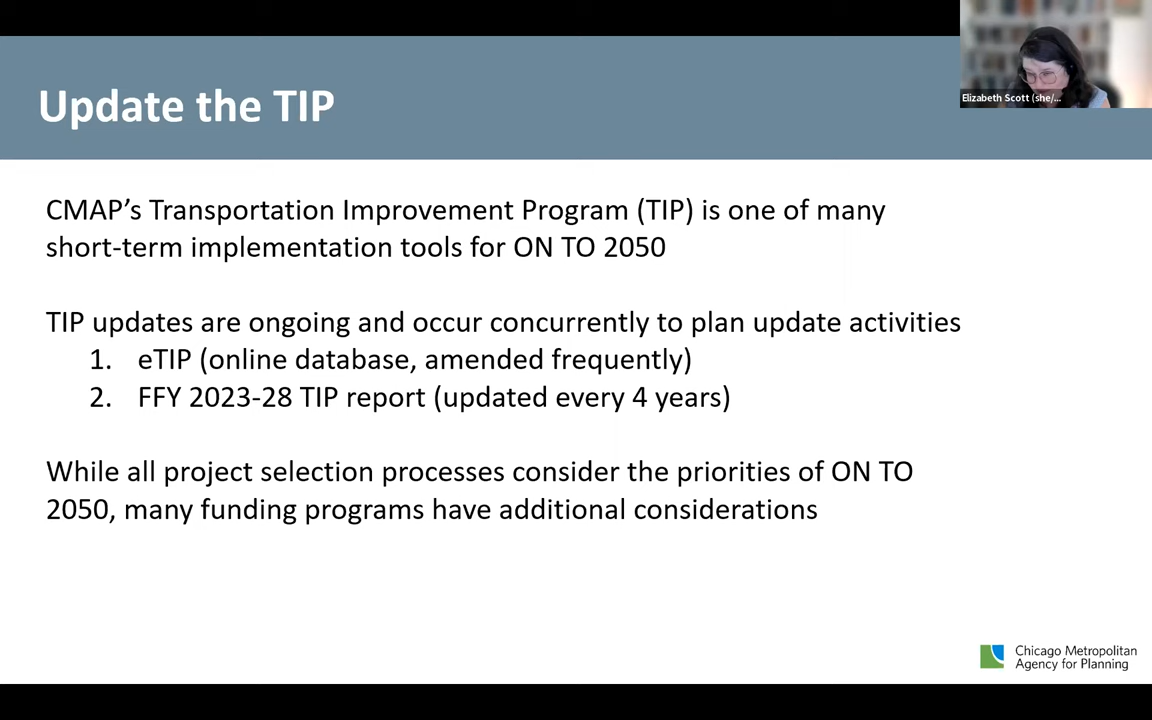 Update the TIP
Elizabeth Scott (she/...
CMAP’s Transportation Improvement Program (TIP) is one of many
short-term implementation tools for ON TO 2050
TIP updates are ongoing and occur concurrently to plan update activities
1. eTIP (online database, amended frequently)
2. FFY 2023-28 TIP report (updated every 4 years)
While all project selection processes consider the priorities of ON TO
2050, many funding programs have additional considerations
Chicago Metropolitan
Agency for Planning